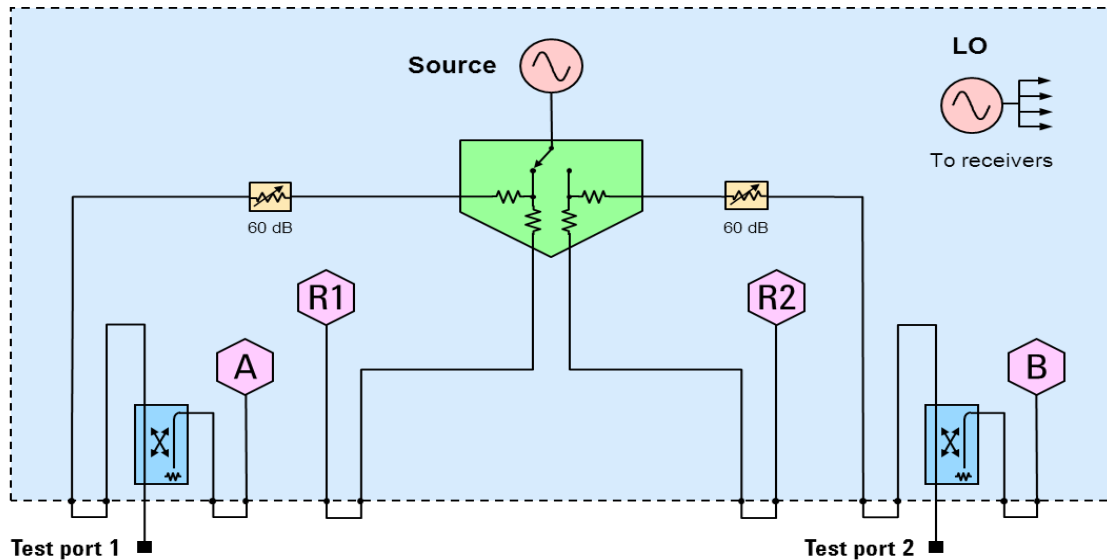 Source
LO
To receivers
60 dB
60 dB
R1
R2
A
B
Test port 1
Test port 2